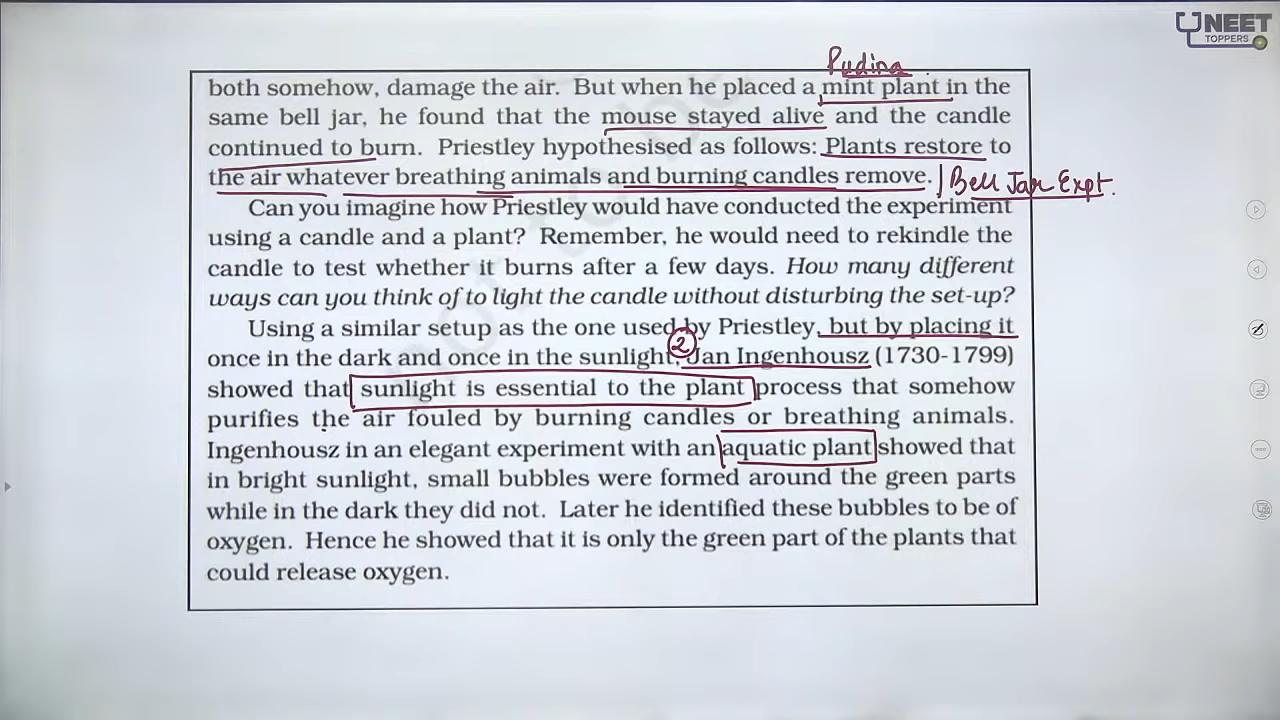 NEET
TOPPERS
Pudina
both somehow, damage the air. But when he placed a mint plant in the
same bell jar, he found that the mouse stayed alive and the candle
continued to burn. Priestley hypothesised as follows: Plants restore to
the air whatever breathing animals and burning candles remove.
Bell Jar Expt.
Can you imagine how Priestley would have conducted the experiment
using a candle and a plant? Remember, he would need to rekindle the
candle to test whether it burns after a few days. How many different
ways can you think of to light the candle without disturbing the set-up?
Using a similar setup as the one used by Priestley, but by placing it
2
once in the dark and once in the sunlight, Jan Ingenhousz (1730-1799)
showed that sunlight is essential to the plant process that somehow
purifies the air fouled by burning candles or breathing animals.
Ingenhousz in an elegant experiment with an aquatic plant showed that
in bright sunlight, small bubbles were formed around the green parts
while in the dark they did not. Later he identified these bubbles to be of
oxygen. Hence he showed that it is only the green part of the plants that
could release oxygen.